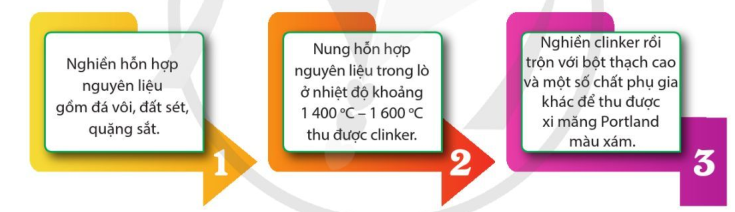 Nghiền hỗn hợp
nguyên liệu
gồm đá vôi, đất sét,
quặng sắt.
1
Nung hỗn hợp
nguyên liệu trong lò
ở nhiệt độ khoảng
1 400 °C – 1 600 °C
thu được clinker.
2
Nghiển clinker rồi
trộn với bột thạch cao
và một số chất phụ gia
khác để thu được
xi măng Portland
màu xám.
3